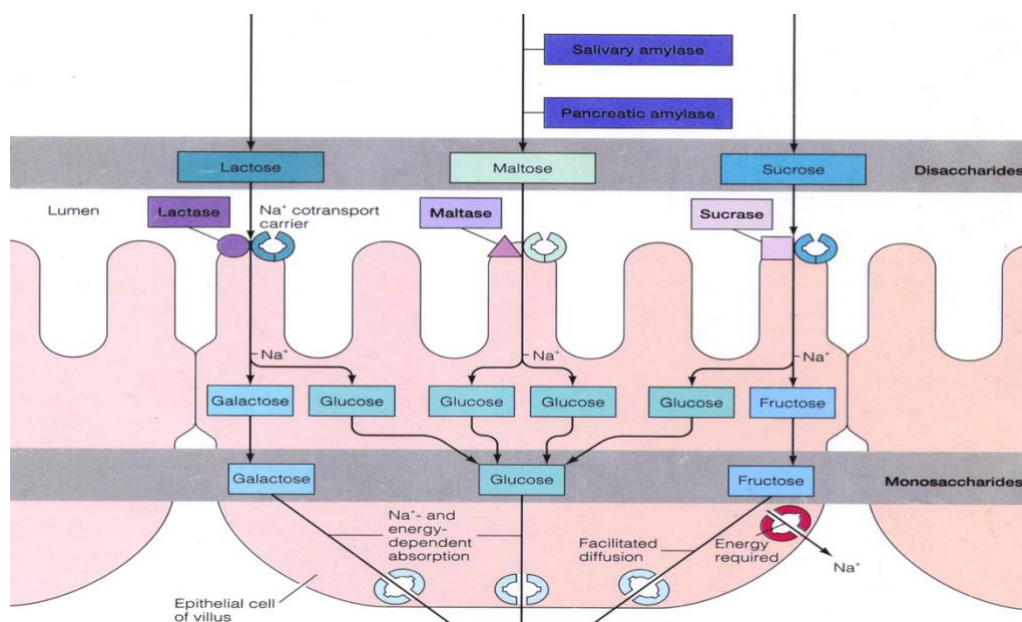 Salivary amylase
Pancreatic amylase
Lactose
Maltose
Sucrose
Disaccharides
Lumen
Lactase
Na⁺ cotransport
carrier
Maltase
Sucrase
Na⁺
Na⁺
Na⁺
Galactose
Glucose
Glucose
Glucose
Glucose
Fructose
Galactose
Glucose
Fructose
Monosaccharides
Na⁺- and
energy-
dependent
absorption
Facilitated
diffusion
Energy
required
Na⁺
Epithelial cell
of villus